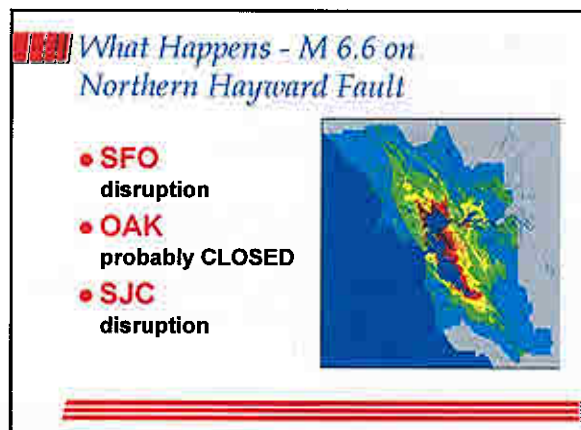 What Happens - M 6.6 on
Northern Hayward Fault
• SFO
disruption
• OAK
probably CLOSED
• SJC
disruption